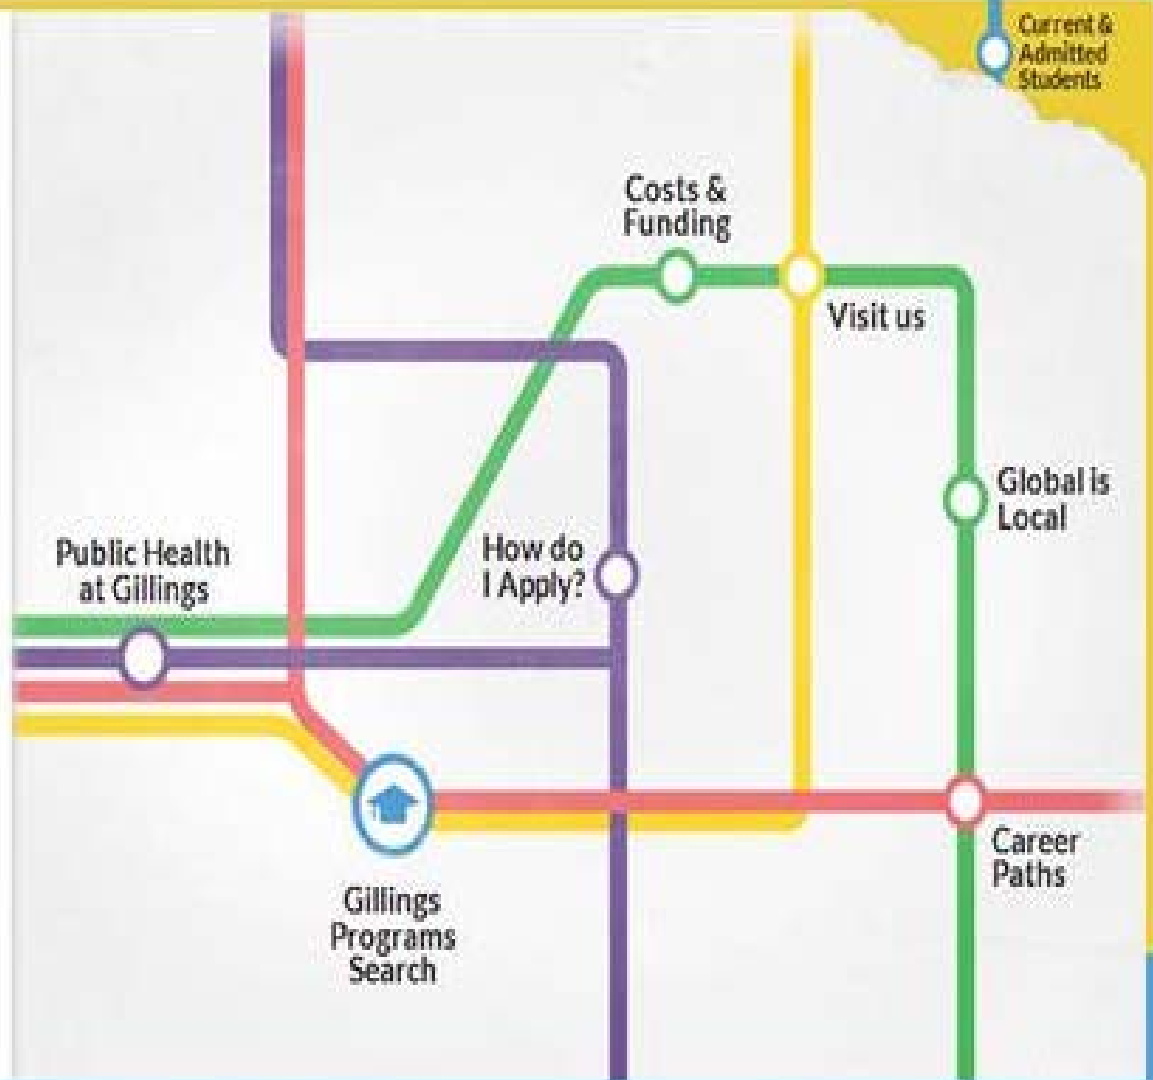 Current &
Admitted
Students
Costs &
Funding
Visit us
Global is
Local
How do
I Apply?
Public Health
at Gillings
Career
Paths
Gillings
Programs
Search